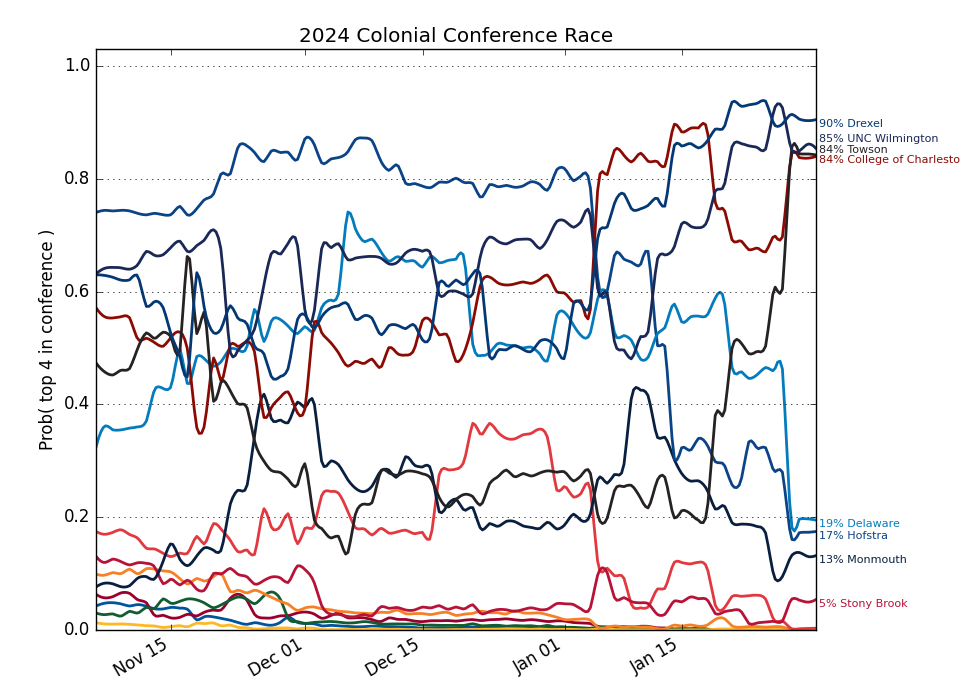 2024 Colonial Conference Race
Prob( top 4 in conference )
1.0
0.8
0.6
0.4
0.2
0.0
Nov 15
Dec 01
Dec 15
Jan 01
Jan 15
90% Drexel
85% UNC Wilmington
84% Towson
84% College of Charlesto
19% Delaware
17% Hofstra
13% Monmouth
5% Stony Brook